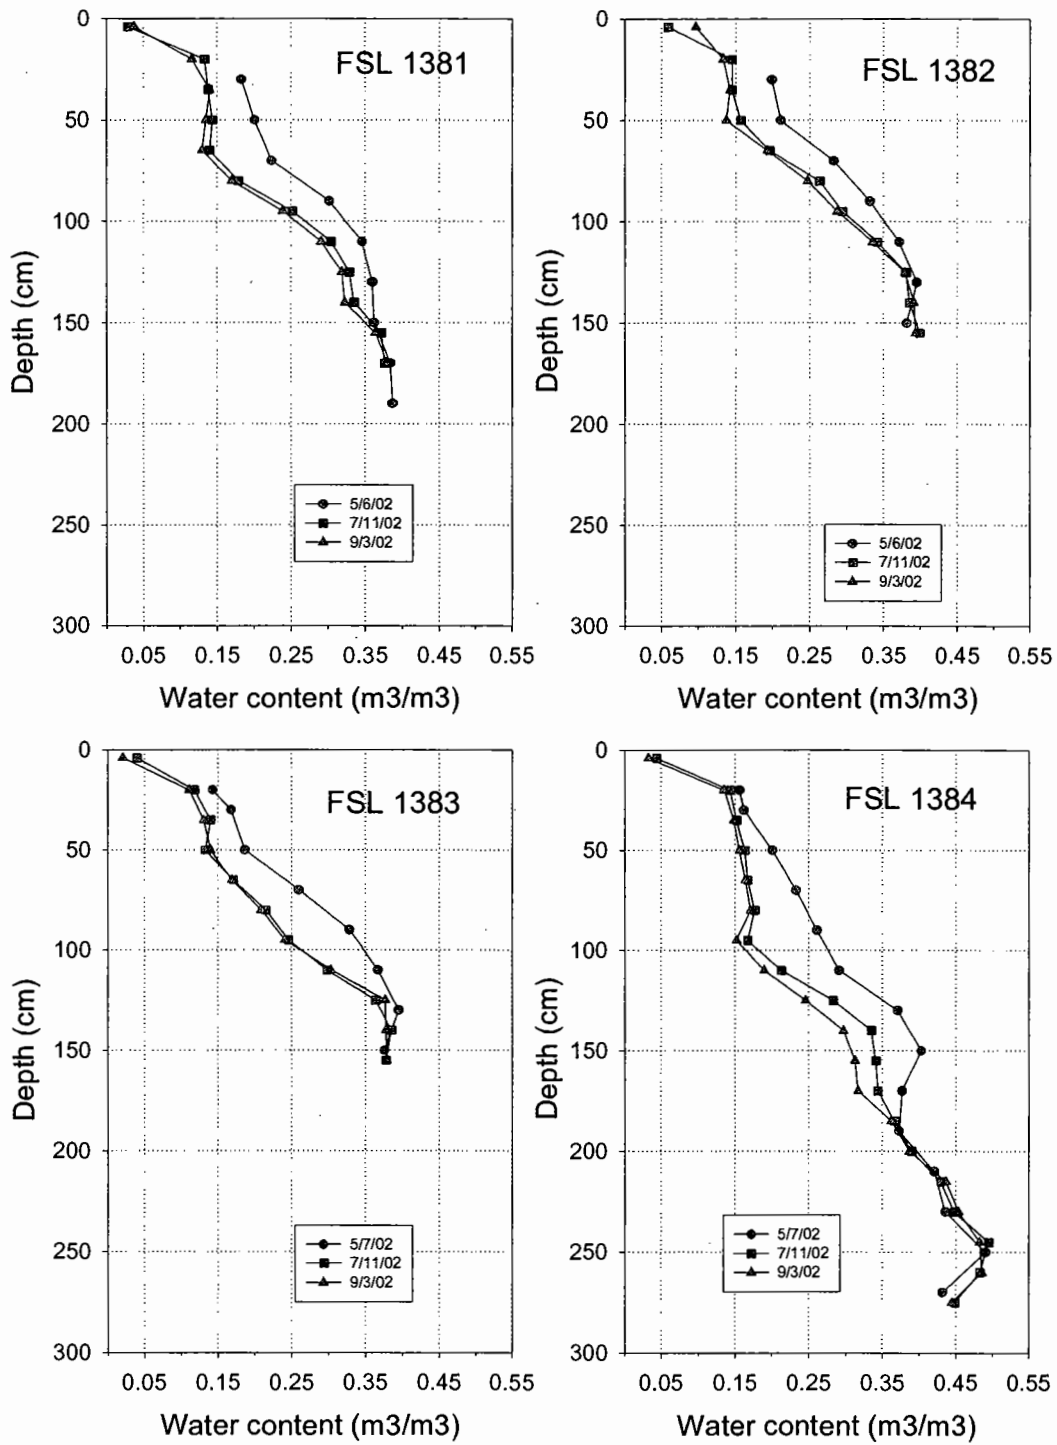 FSL 1381
0
50
100
150
200
250
300
Depth (cm)
5/6/02
7/11/02
9/3/02
0.05 0.15 0.25 0.35 0.45 0.55
Water content (m3/m3)
FSL 1382
0
50
100
150
200
250
300
Depth (cm)
5/6/02
7/11/02
9/3/02
0.05 0.15 0.25 0.35 0.45 0.55
Water content (m3/m3)
FSL 1383
0
50
100
150
200
250
300
Depth (cm)
5/7/02
7/11/02
9/3/02
0.05 0.15 0.25 0.35 0.45 0.55
Water content (m3/m3)
FSL 1384
0
50
100
150
200
250
300
Depth (cm)
5/7/02
7/11/02
9/3/02
0.05 0.15 0.25 0.35 0.45 0.55
Water content (m3/m3)